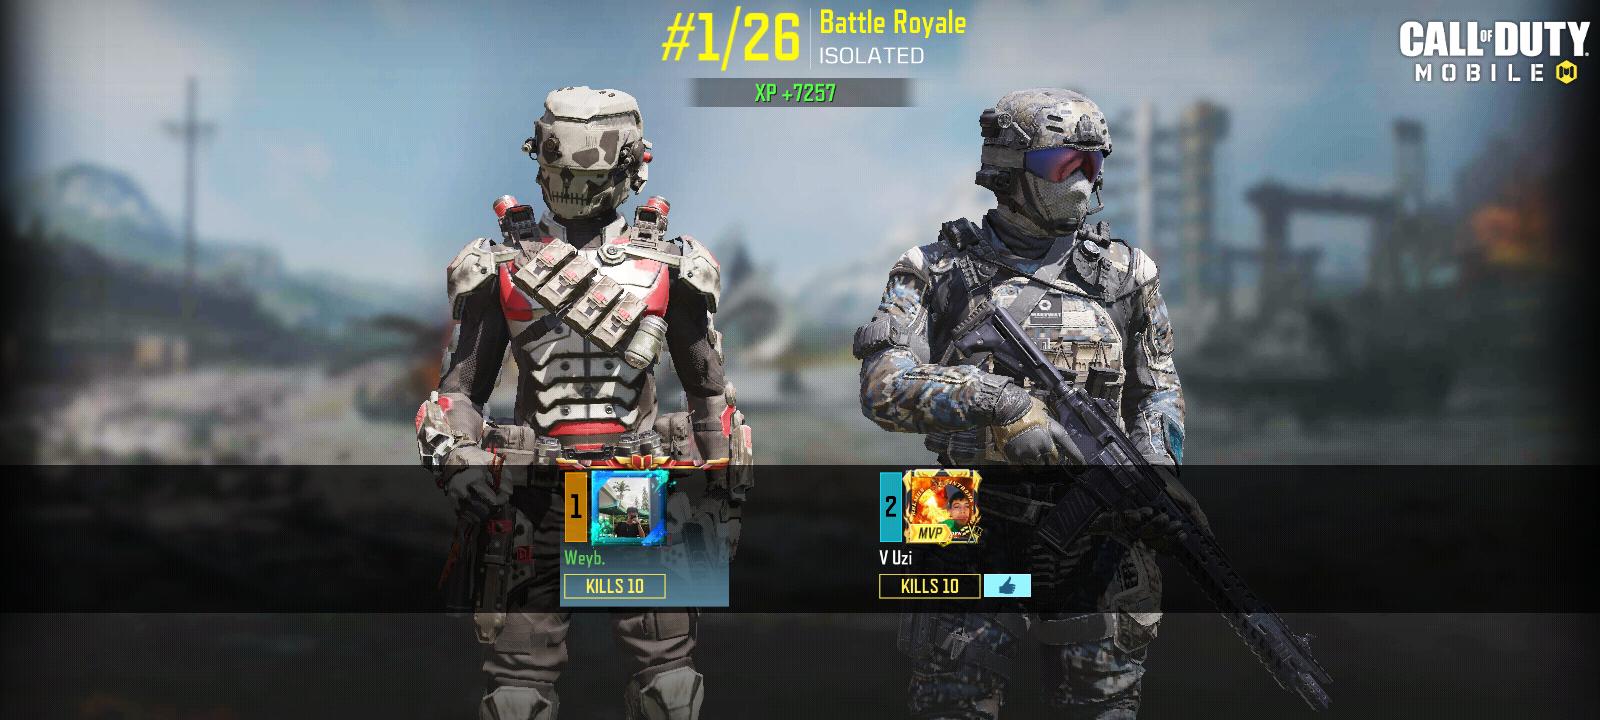 #1/26
Battle Royale
ISOLATED
XP +7257
CALL OF DUTY
MOBILE
1
Weyb.
KILLS 10
2
MVP
V Uzi
KILLS 10